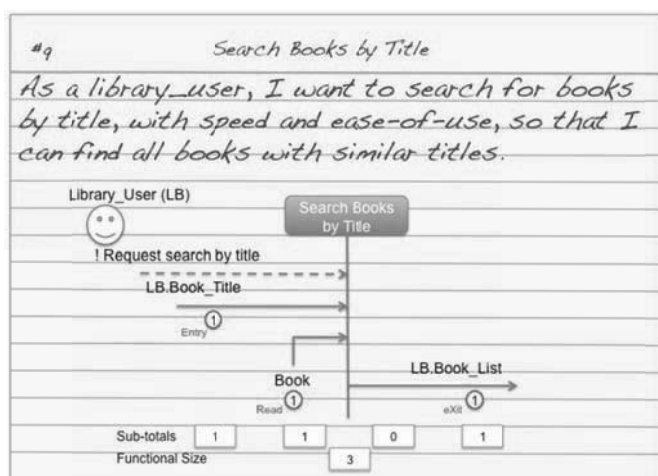 #9 Search Books by Title
As a library_user, I want to search for books
by title, with speed and ease-of-use, so that I
can find all books with similar titles.
Library_User (LB)
Search Books
by Title
! Request search by title
LB.Book_Title
Entry 1
LB.Book_List
Book
Read 1
eXit 1
Sub-totals 1 1 0 1
Functional Size 3